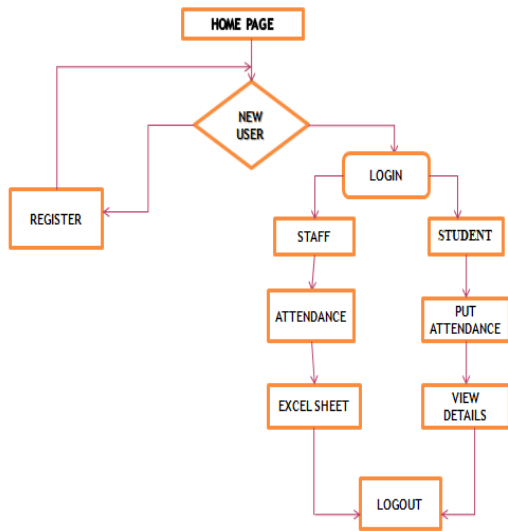 HOME PAGE
NEW
USER
LOGIN
REGISTER
STAFF
STUDENT
ATTENDANCE
PUT
ATTENDANCE
EXCEL SHEET
VIEW
DETAILS
LOGOUT